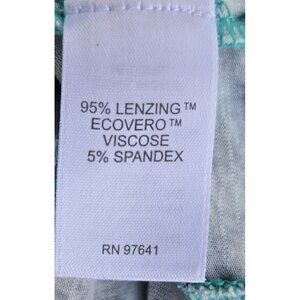 95% LENZING™
ECOVERO™
VISCOSE
5% SPANDEX
RN 97641